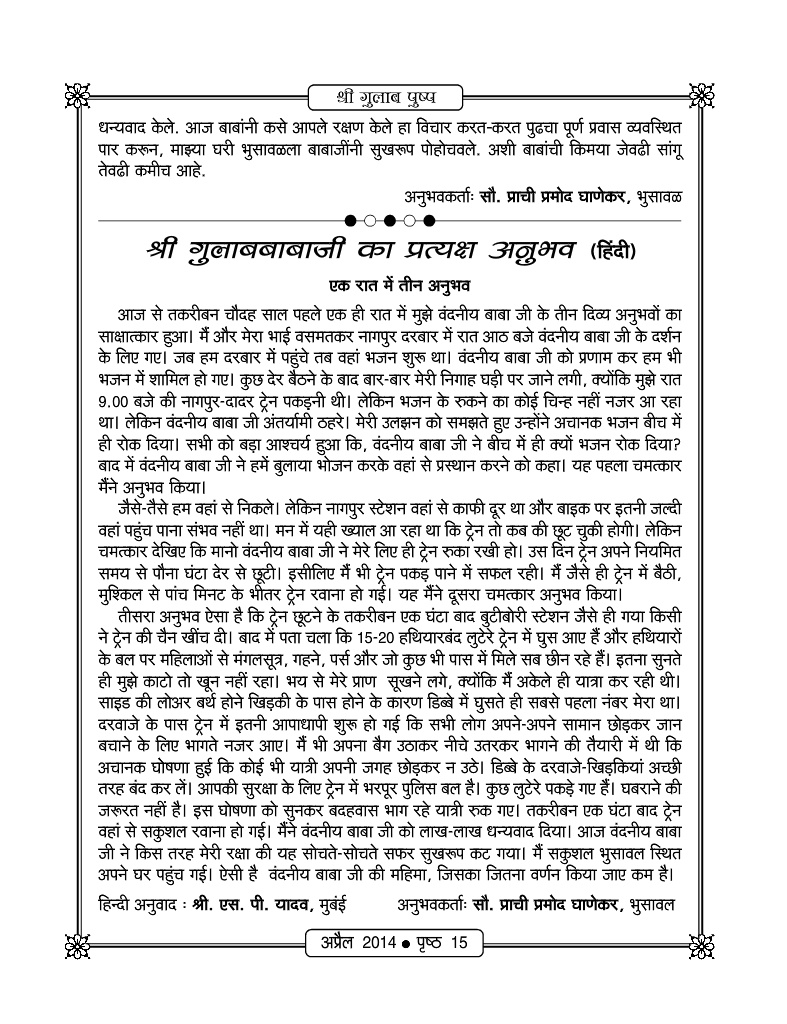 श्री गुलाब पुष्प
धन्यवाद केले. आज बाबांनी कसे आपले रक्षण केले हा विचार करत-करत पुढचा पूर्ण प्रवास व्यवस्थित
पार करून, माझ्या घरी भुसावळला बाबाजींनी सुखरूप पोहोचवले. अशी बाबांची किमया जेवढी सांगू
तेवढी कमीच आहे.
अनुभवकर्ताः सौ. प्राची प्रमोद घाणेकर, भुसावळ
श्री गुलाबबाबाजी का प्रत्यक्ष अनुभव (हिंदी)
एक रात में तीन अनुभव
आज से तकरीबन चौदह साल पहले एक ही रात में मुझे वंदनीय बाबा जी के तीन दिव्य अनुभवों का
साक्षात्कार हुआ। मैं और मेरा भाई वसमतकर नागपुर दरबार में रात आठ बजे वंदनीय बाबा जी के दर्शन
के लिए गए। जब हम दरबार में पहुंचे तब वहां भजन शुरू था। वंदनीय बाबा जी को प्रणाम कर हम भी
भजन में शामिल हो गए। कुछ देर बैठने के बाद बार-बार मेरी निगाह घड़ी पर जाने लगी, क्योंकि मुझे रात
9.00 बजे की नागपुर-दादर ट्रेन पकड़नी थी। लेकिन भजन के रुकने का कोई चिन्ह नहीं नजर आ रहा
था। लेकिन वंदनीय बाबा जी अंतर्यामी ठहरे। मेरी उलझन को समझते हुए उन्होंने अचानक भजन बीच में
ही रोक दिया। सभी को बड़ा आश्चर्य हुआ कि, वंदनीय बाबा जी ने बीच में ही क्यों भजन रोक दिया?
बाद में वंदनीय बाबा जी ने हमें बुलाया भोजन करके वहां से प्रस्थान करने को कहा। यह पहला चमत्कार
मैंने अनुभव किया।
जैसे-तैसे हम वहां से निकले। लेकिन नागपुर स्टेशन वहां से काफी दूर था और बाइक पर इतनी जल्दी
वहां पहुंच पाना संभव नहीं था। मन में यही ख्याल आ रहा था कि ट्रेन तो कब की छूट चुकी होगी। लेकिन
चमत्कार देखिए कि मानो वंदनीय बाबा जी ने मेरे लिए ही ट्रेन रुका रखी हो। उस दिन ट्रेन अपने नियमित
समय से पौना घंटा देर से छूटी। इसीलिए मैं भी ट्रेन पकड़ पाने में सफल रही। मैं जैसे ही ट्रेन में बैठी,
मुश्किल से पांच मिनट के भीतर ट्रेन रवाना हो गई। यह मैंने दूसरा चमत्कार अनुभव किया।
तीसरा अनुभव ऐसा है कि ट्रेन छूटने के तकरीबन एक घंटा बाद बुटीबोरी स्टेशन जैसे ही गया किसी
ने ट्रेन की चैन खींच दी। बाद में पता चला कि 15-20 हथियारबंद लुटेरे ट्रेन में घुस आए हैं और हथियारों
के बल पर महिलाओं से मंगलसूत्र, गहने, पर्स और जो कुछ भी पास में मिले सब छीन रहे हैं। इतना सुनते
ही मुझे काटो तो खून नहीं रहा। भय से मेरे प्राण सूखने लगे, क्योंकि मैं अकेले ही यात्रा कर रही थी।
साइड की लोअर बर्थ होने खिड़की के पास होने के कारण डिब्बे में घुसते ही सबसे पहला नंबर मेरा था।
दरवाजे के पास ट्रेन में इतनी आपाधापी शुरू हो गई कि सभी लोग अपने-अपने सामान छोड़कर जान
बचाने के लिए भागते नजर आए। मैं भी अपना बैग उठाकर नीचे उतरकर भागने की तैयारी में थी कि
अचानक घोषणा हुई कि कोई भी यात्री अपनी जगह छोड़कर न उठे। डिब्बे के दरवाजे-खिड़कियां अच्छी
तरह बंद कर लें। आपकी सुरक्षा के लिए ट्रेन में भरपूर पुलिस बल है। कुछ लुटेरे पकड़े गए हैं। घबराने की
जरूरत नहीं है। इस घोषणा को सुनकर बदहवास भाग रहे यात्री रुक गए। तकरीबन एक घंटा बाद ट्रेन
वहां से सकुशल रवाना हो गई। मैंने वंदनीय बाबा जी को लाख-लाख धन्यवाद दिया। आज वंदनीय बाबा
जी ने किस तरह मेरी रक्षा की यह सोचते-सोचते सफर सुखरूप कट गया। मैं सकुशल भुसावल स्थित
अपने घर पहुंच गई। ऐसी है वंदनीय बाबा जी की महिमा, जिसका जितना वर्णन किया जाए कम है।
हिन्दी अनुवाद : श्री. एस. पी. यादव, मुबंई अनुभवकर्ताः सौ. प्राची प्रमोद घाणेकर, भुसावल
अप्रैल 2014 ● पृष्ठ 15